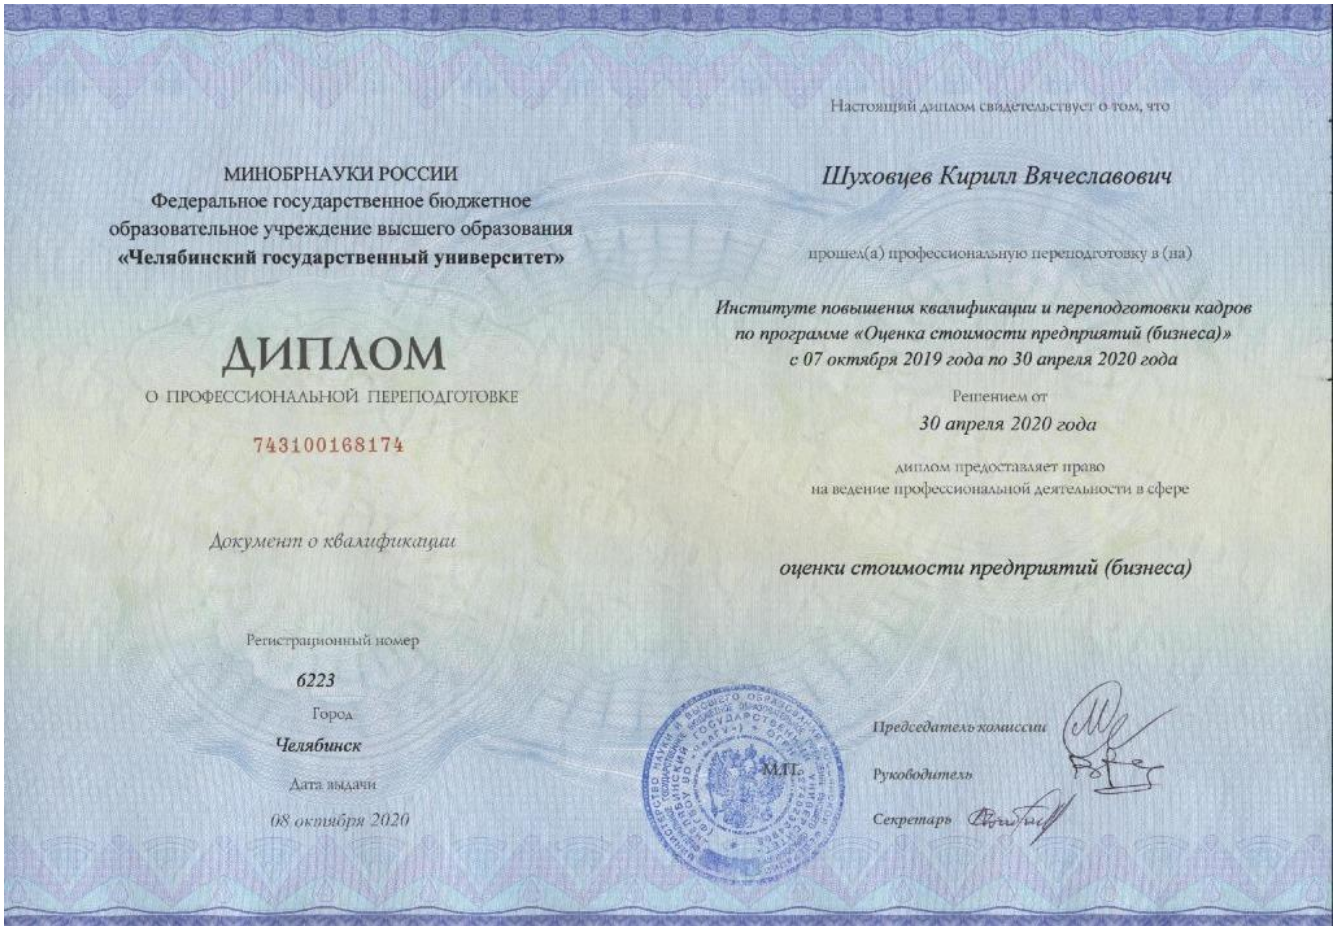 МИНОБРНАУКИ РОССИИ
Федеральное государственное бюджетное
образовательное учреждение высшего образования
«Челябинский государственный университет»
ДИПЛОМ
О ПРОФЕССИОНАЛЬНОЙ ПЕРЕПОДГОТОВКЕ
743100168174
Документ о квалификации
Регистрационный номер
6223
Город
Челябинск
Дата выдачи
08 октября 2020
Настоящий диплом свидетельствует о том, что
Шуховцев Кирилл Вячеславович
прошел(а) профессиональную переподготовку в (на)
Институте повышения квалификации и переподготовки кадров
по программе «Оценка стоимости предприятий (бизнеса)»
с 07 октября 2019 года по 30 апреля 2020 года
Решением от
30 апреля 2020 года
диплом предоставляет право
на ведение профессиональной деятельности в сфере
оценки стоимости предприятий (бизнеса)
М.П.
Председатель комиссии
Руководитель
Секретарь